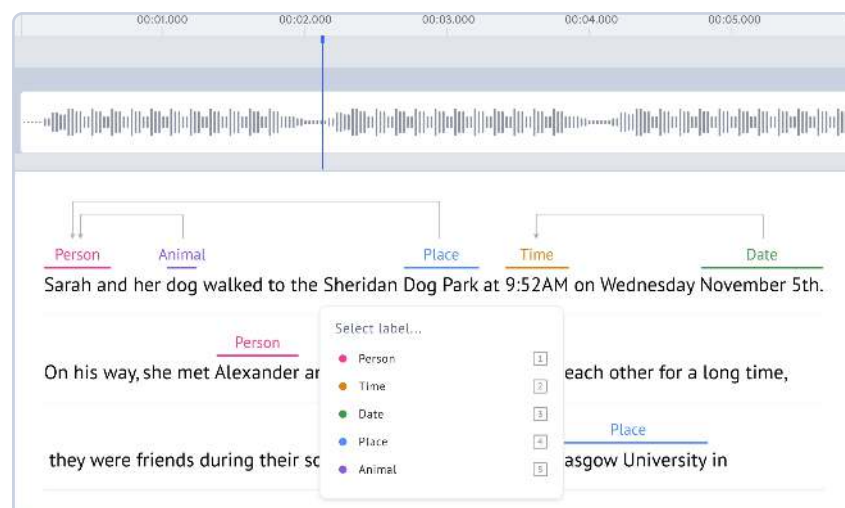 00:01.000 00:02.000 00:03.000 00:04.000 00:05.000
Person Animal Place Time Date
Sarah and her dog walked to the Sheridan Dog Park at 9:52AM on Wednesday November 5th.
Person
Select label...
Person 1
On his way, she met Alexander ar each other for a long time,
Time 2
Date 3
Place
Place 4
they were friends during their sc asgow University in
Animal 5